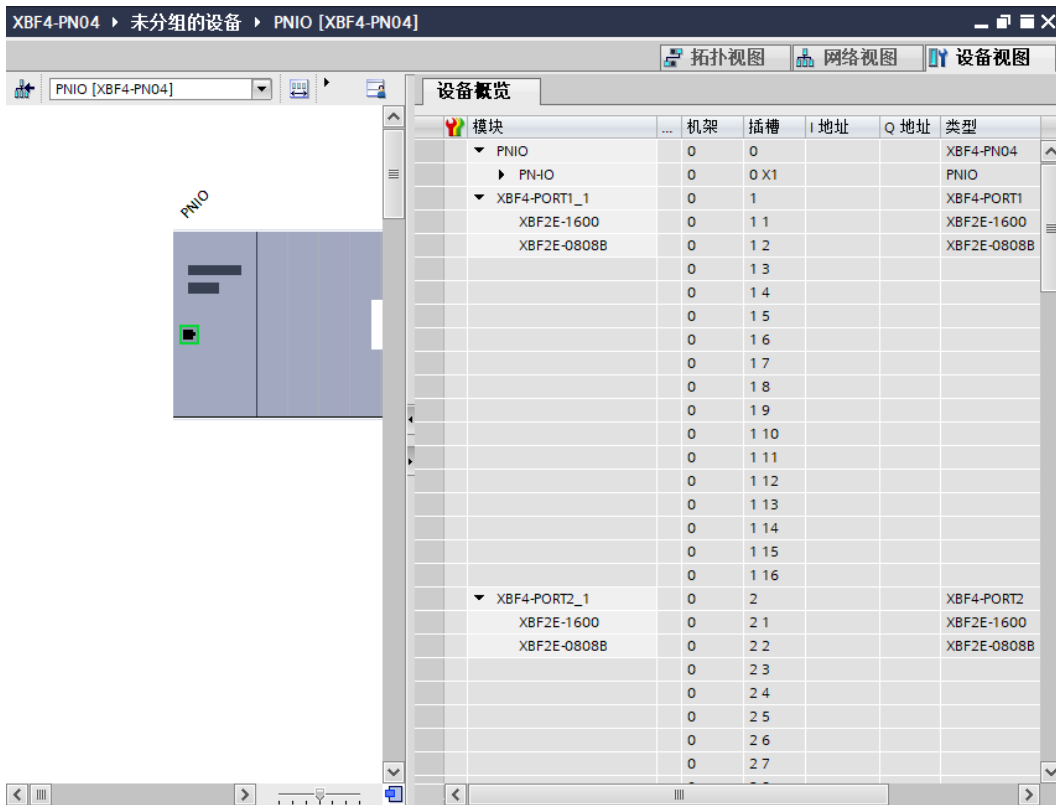 XBF4-PN04 ▸ 未分组的设备 ▸ PNIO [XBF4-PN04]
拓扑视图 网络视图 设备视图
PNIO [XBF4-PN04]
设备概览
PNIO
模块 ... 机架 插槽 I 地址 Q 地址 类型
PNIO 0 0 XBF4-PN04
PN-IO 0 0 X1 PNIO
XBF4-PORT1_1 0 1 XBF4-PORT1
XBF2E-1600 0 1 1 XBF2E-1600
XBF2E-0808B 0 1 2 XBF2E-0808B
0 1 3
0 1 4
0 1 5
0 1 6
0 1 7
0 1 8
0 1 9
0 1 10
0 1 11
0 1 12
0 1 13
0 1 14
0 1 15
0 1 16
XBF4-PORT2_1 0 2 XBF4-PORT2
XBF2E-1600 0 2 1 XBF2E-1600
XBF2E-0808B 0 2 2 XBF2E-0808B
0 2 3
0 2 4
0 2 5
0 2 6
0 2 7